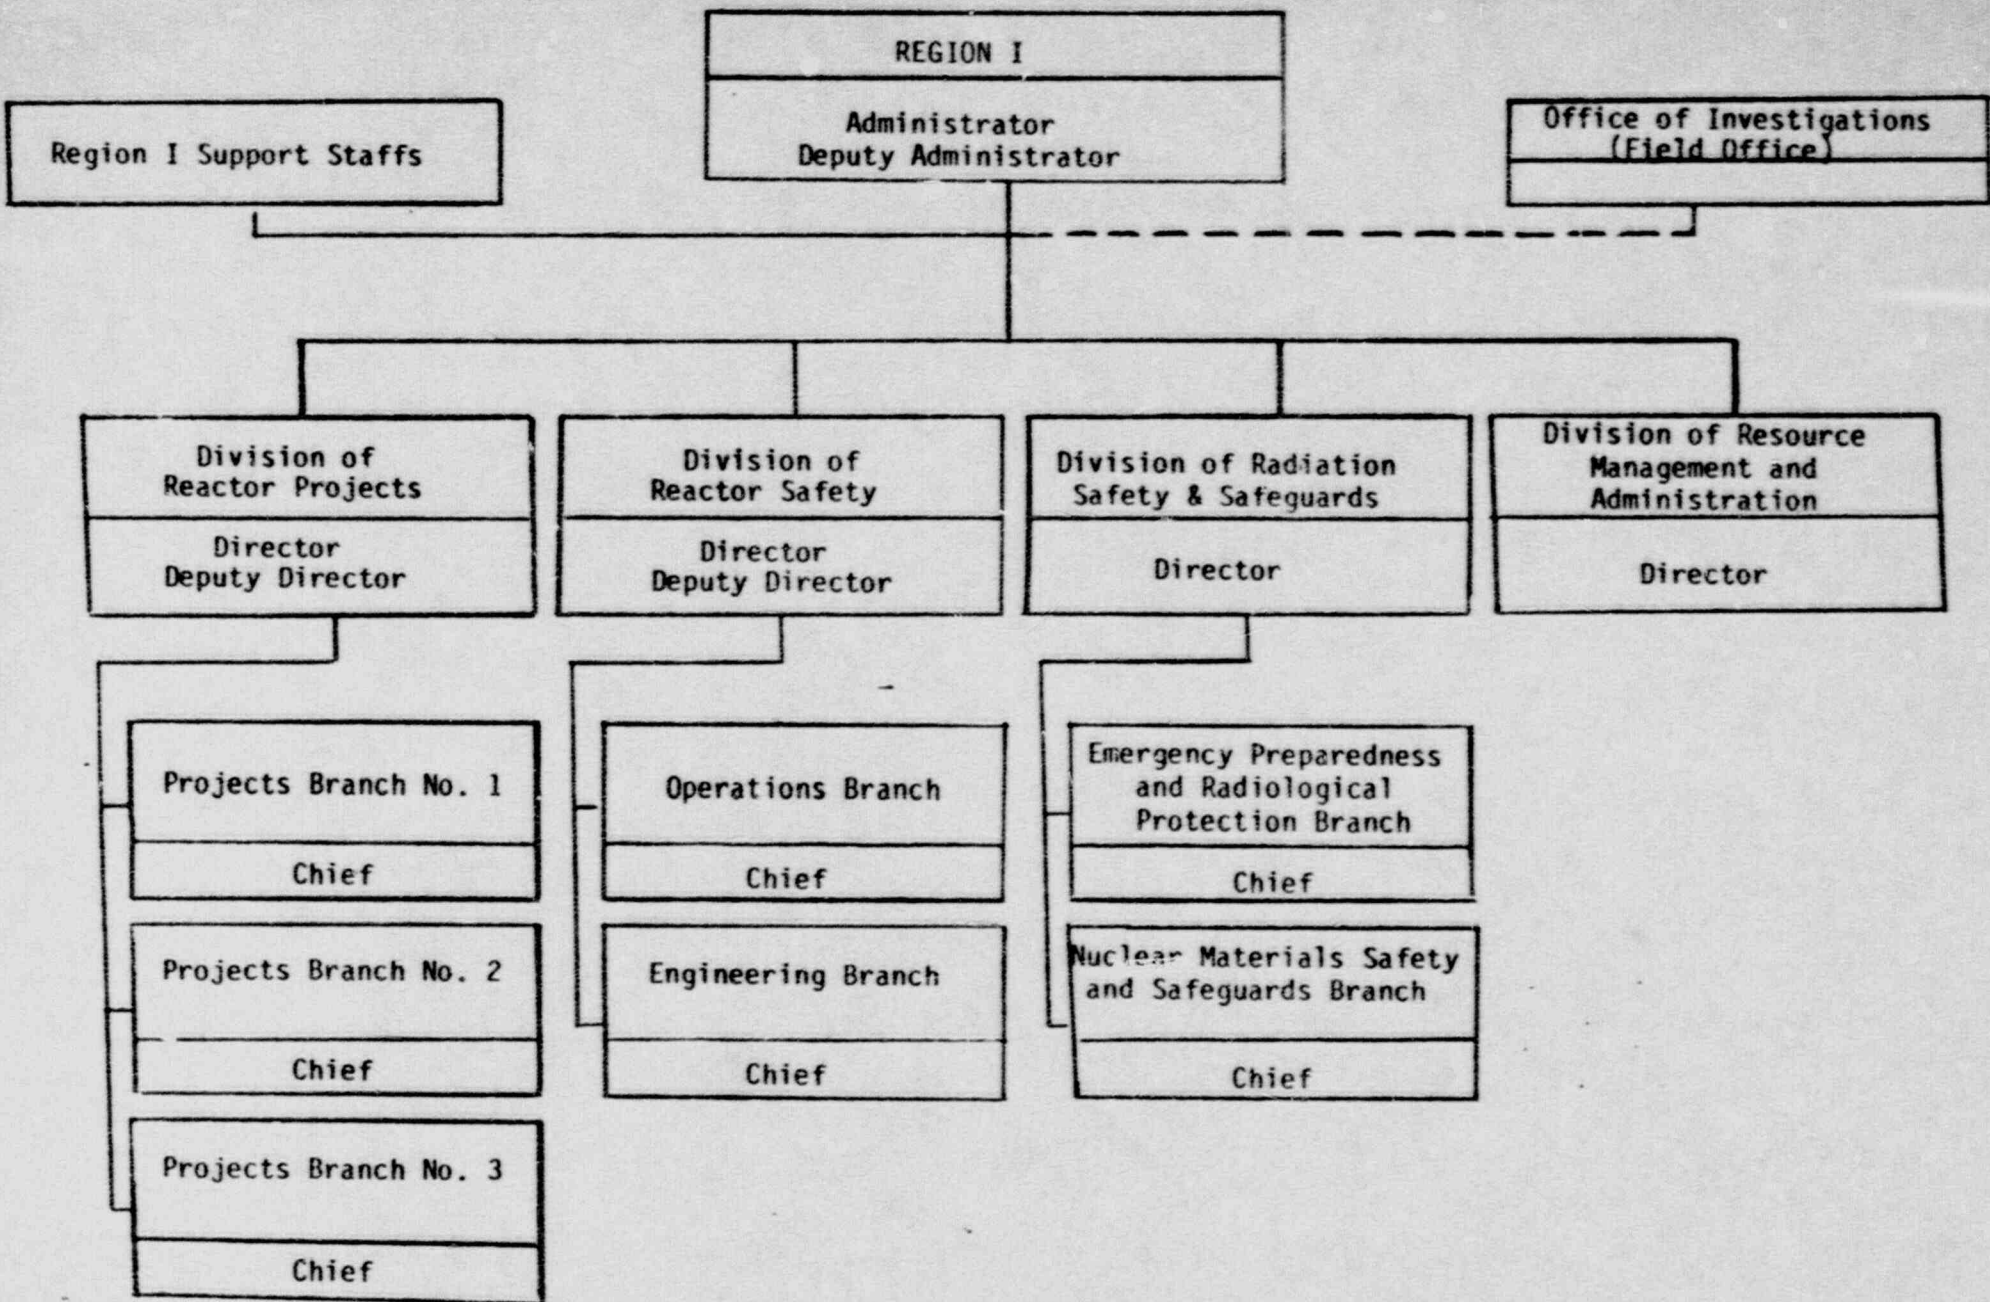 REGION I
Administrator
Deputy Administrator
Region I Support Staffs
Office of Investigations
(Field Office)
Division of
Reactor Projects
Director
Deputy Director
Division of
Reactor Safety
Director
Deputy Director
Division of Radiation
Safety & Safeguards
Director
Division of Resource
Management and
Administration
Director
Projects Branch No. 1
Chief
Projects Branch No. 2
Chief
Projects Branch No. 3
Chief
Operations Branch
Chief
Engineering Branch
Chief
Emergency Preparedness
and Radiological
Protection Branch
Chief
Nuclear Materials Safety
and Safeguards Branch
Chief